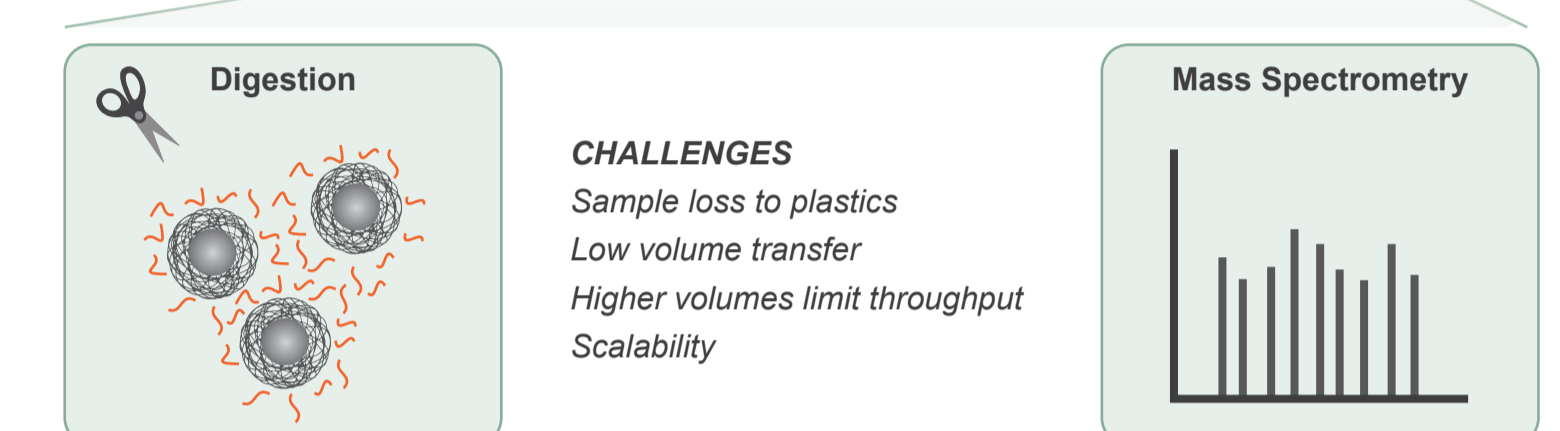 Digestion
CHALLENGES
Sample loss to plastics
Low volume transfer
Higher volumes limit throughput
Scalability
Mass Spectrometry